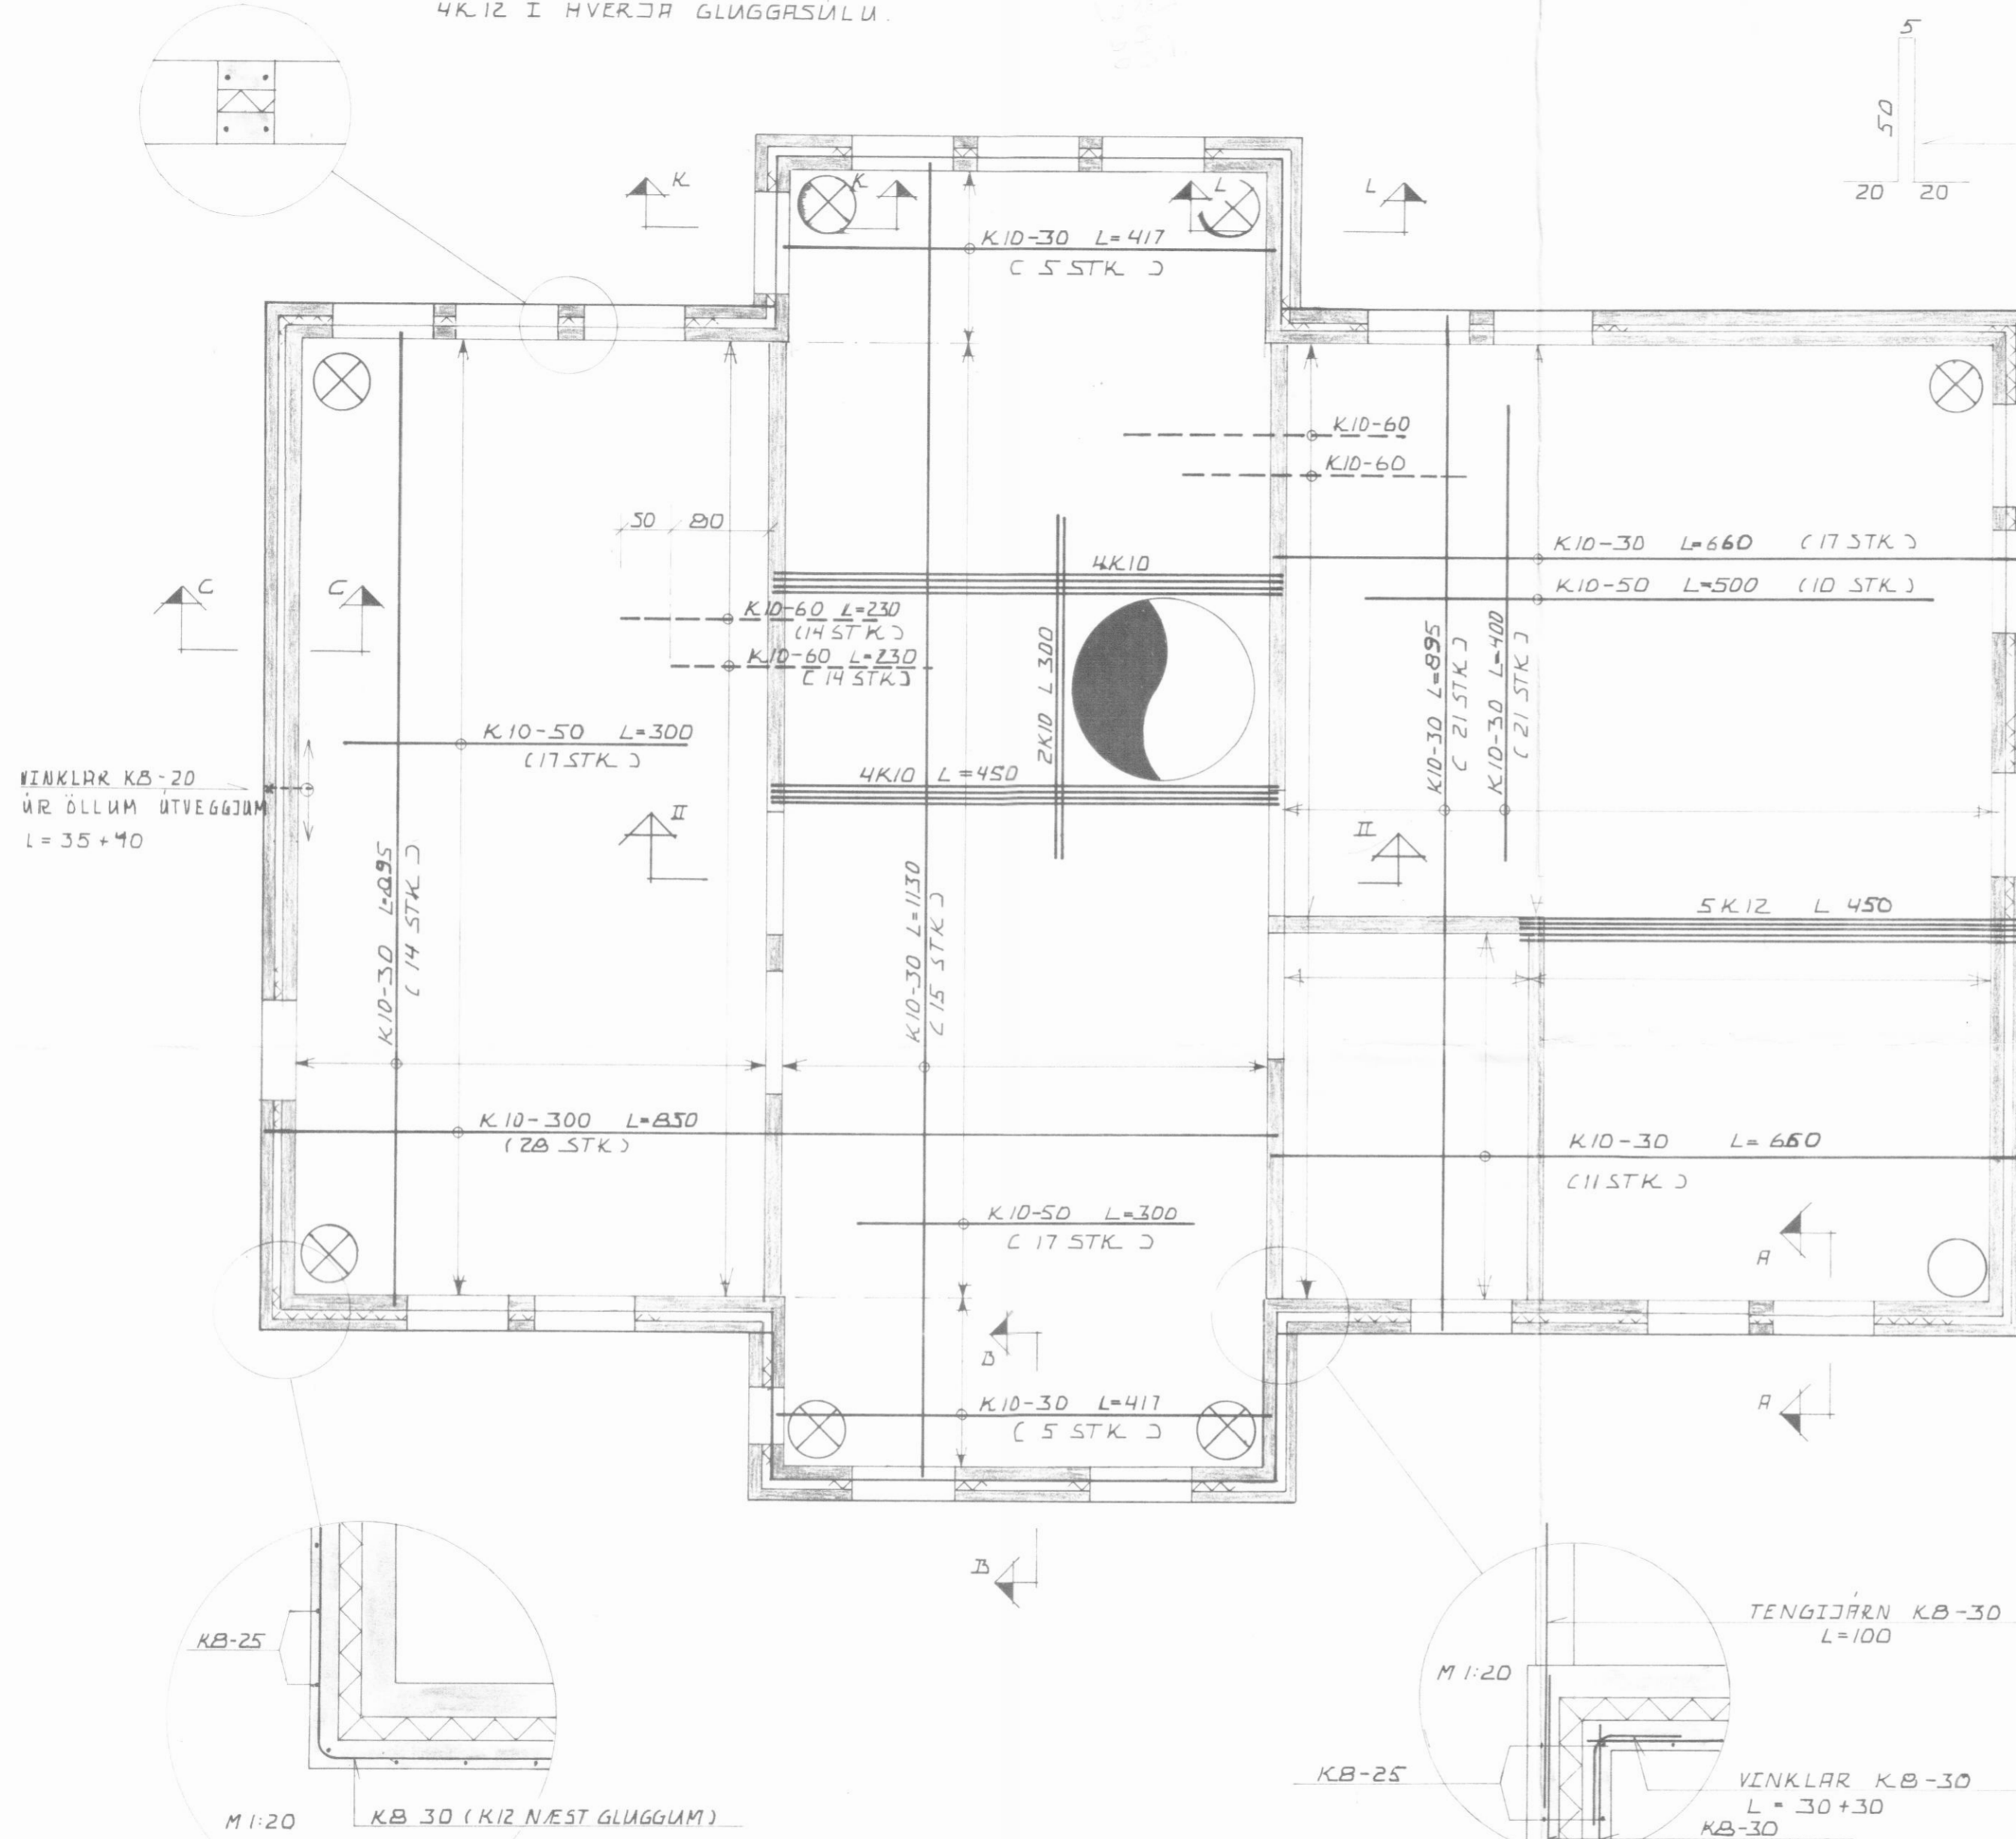 4K12 I HVERJA GLUGGASÚLU.
5
50
20 20
K K L L
K10-30 L=417
( 5 STK )
K10-60
K10-60
50 80
K10-30 L=660 (17 STK)
4K10
K10-50 L=500 (10 STK)
C C
K10-60 L=230
(14 STK)
K10-60 L=230
( 14 STK)
2K10 L 300
K10-30 L=895
( 21 STK )
K10-30 L=400
( 21 STK )
K10-50 L=300
(17 STK )
4K10 L=450
VINKLAR K8-20
ÚR ÖLLUM ÚTVEGGJUM
L=35+40
II
II
K10-30 L=895
( 14 STK )
K10-30 L=1130
(15 STK )
5K12 L 450
K10-300 L=830
(28 STK)
K10-30 L=660
(11 STK )
K10-50 L=300
( 17 STK )
A
B
K10-30 L=417
( 5 STK )
A
B
K8-25
TENGIJÁRN K8-30
L=100
M 1:20
K8-25
VINKLAR K8-30
L=30+30
K8-30
M 1:20
K8 30 (K12 NÆST GLUGGUM)